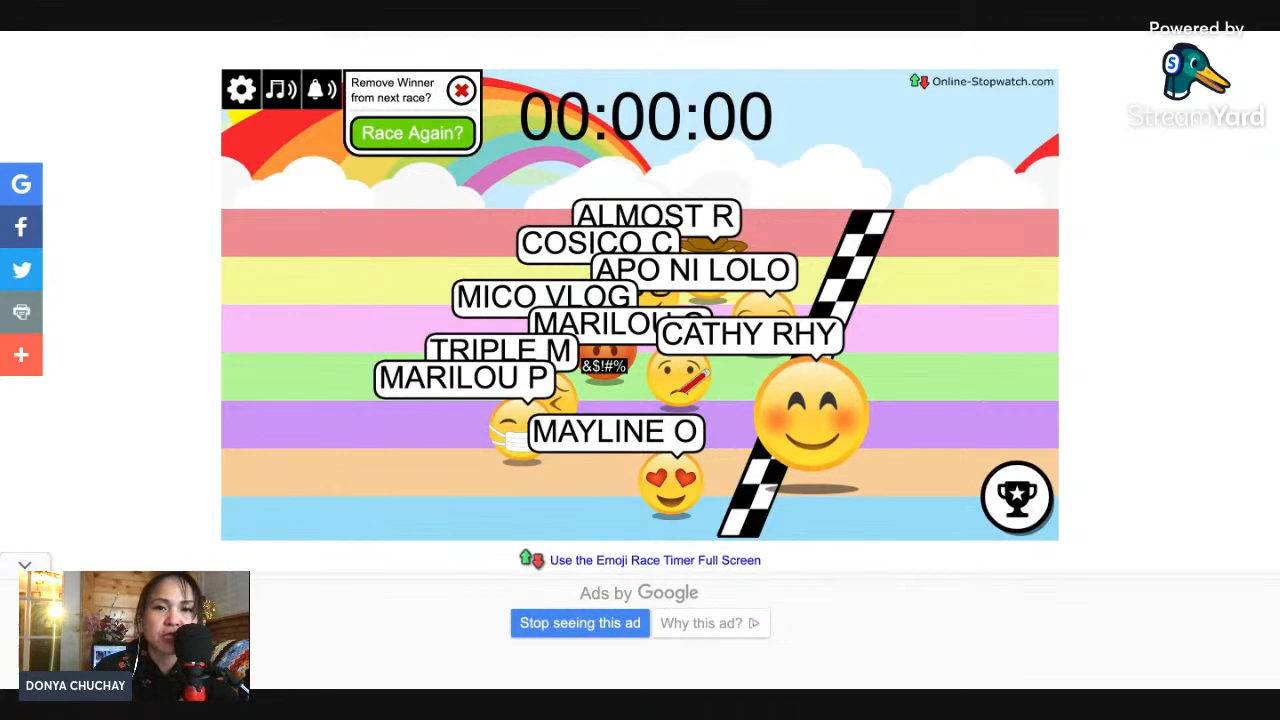 Powered by
StreamYard
Remove Winner
from next race?
Race Again?
00:00:00
Online-Stopwatch.com
ALMOST R
COSICO C
APO NI LOLO
MICO VLOG
MARILOU
CATHY RHY
TRIPLE M
&$!#%
MARILOU P
MAYLINE O
Use the Emoji Race Timer Full Screen
Ads by Google
Stop seeing this ad
Why this ad?
DONYA CHUCHAY